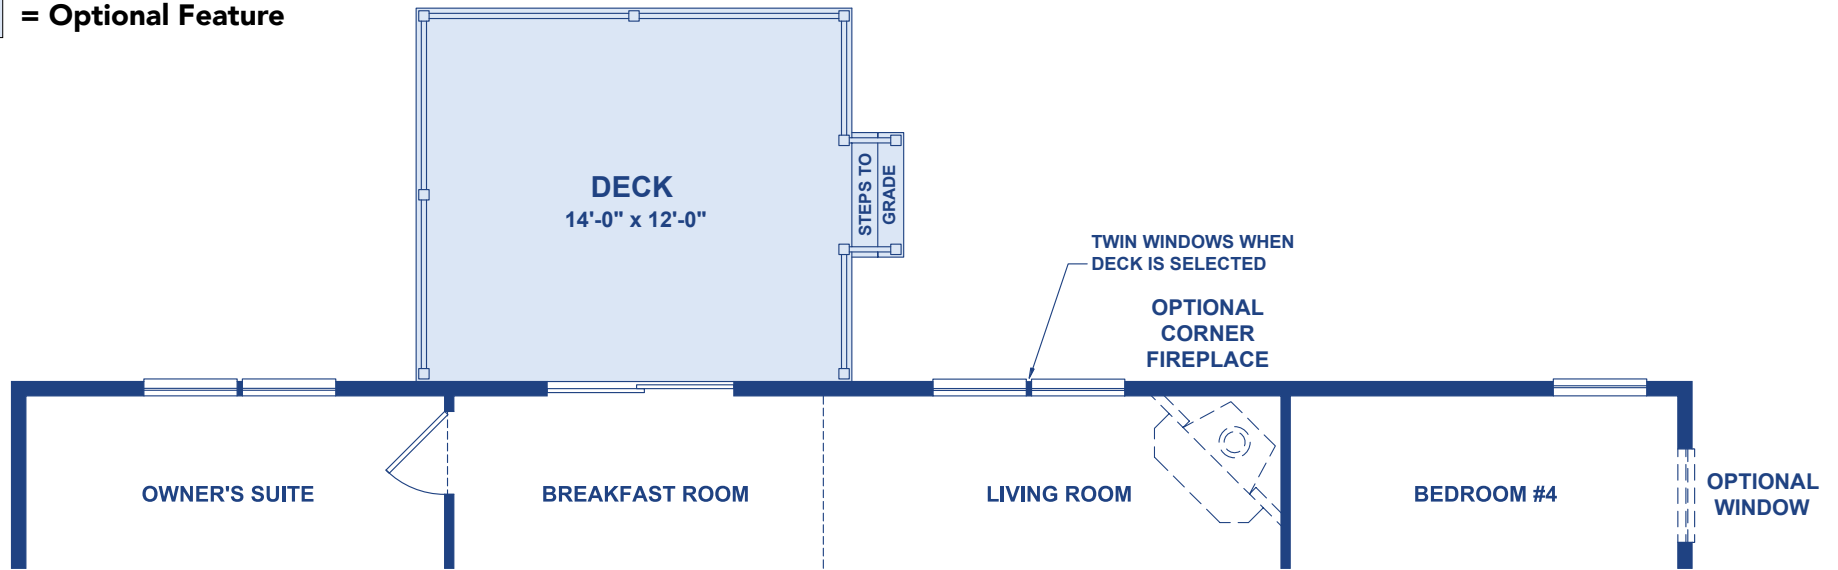 = Optional Feature
DECK
14'-0" x 12'-0"
STEPS TO
GRADE
TWIN WINDOWS WHEN
DECK IS SELECTED
OPTIONAL
CORNER
FIREPLACE
OWNER'S SUITE
BREAKFAST ROOM
LIVING ROOM
BEDROOM #4
OPTIONAL
WINDOW